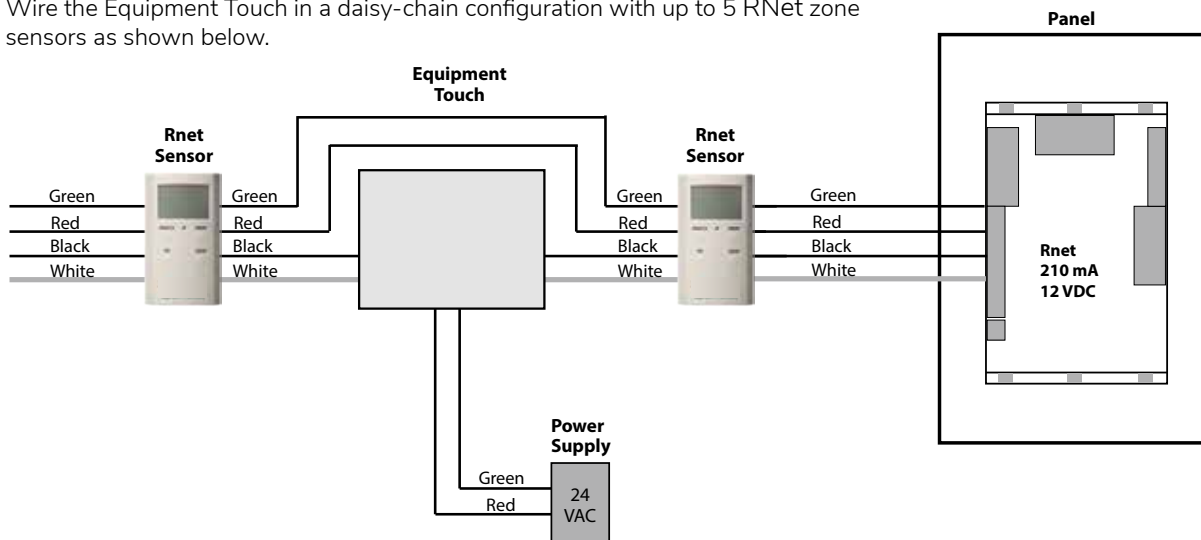 Wire the Equipment Touch in a daisy-chain configuration with up to 5 RNet zone
sensors as shown below.
Panel
Equipment
Touch
Rnet
Sensor
Rnet
Sensor
Green
Green
Green
Green
Red
Red
Red
Red
Black
Black
Black
Black
White
White
White
White
Rnet
210 mA
12 VDC
Power
Supply
Green
Red
24
VAC